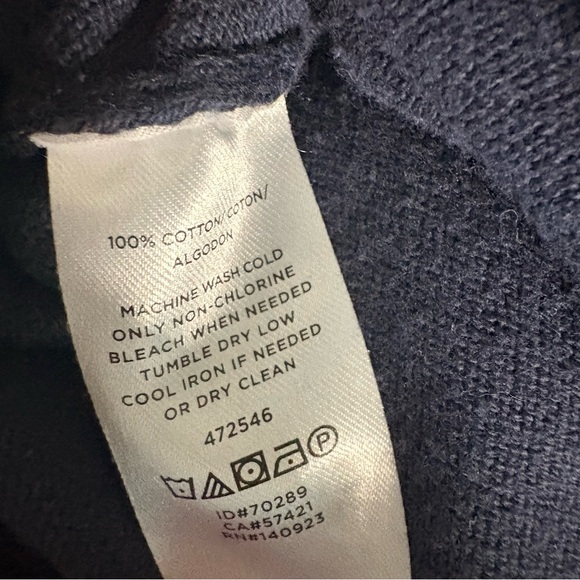 100% COTTON/COTON/
ALGODON
MACHINE WASH COLD
ONLY NON-CHLORINE
BLEACH WHEN NEEDED
TUMBLE DRY LOW
COOL IRON IF NEEDED
OR DRY CLEAN
472546
P
ID#70289
CA#57421
RN#140923